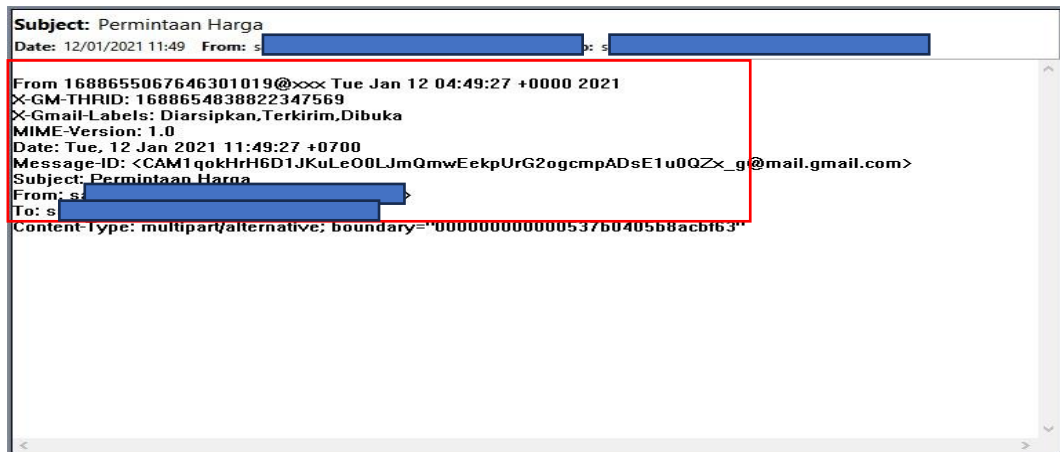 Subject: Permintaan Harga
Date: 12/01/2021 11:49 From: s : s
From 1688655067646301019@xxx Tue Jan 12 04:49:27 +0000 2021
X-GM-THRID: 1688654838822347569
X-Gmail-Labels: Diarsipkan,Terkirim,Dibuka
MIME-Version: 1.0
Date: Tue, 12 Jan 2021 11:49:27 +0700
Message-ID: <CAM1qokHrH6D1JKuLeO0LJmQmwEekpUrG2ogcmpADsE1u0QZx_g@mail.gmail.com>
Subject: Permintaan Harga
From: sa >
To: s
Content-Type: multipart/alternative; boundary="000000000000537b0405b8acbf63"